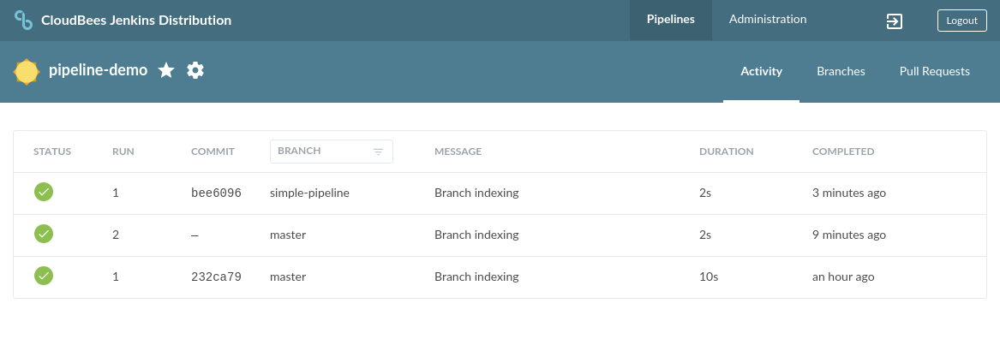 CloudBees Jenkins Distribution Pipelines Administration Logout
pipeline-demo Activity Branches Pull Requests
STATUS RUN COMMIT BRANCH MESSAGE DURATION COMPLETED
1 bee6096 simple-pipeline Branch indexing 2s 3 minutes ago
2 — master Branch indexing 2s 9 minutes ago
1 232ca79 master Branch indexing 10s an hour ago